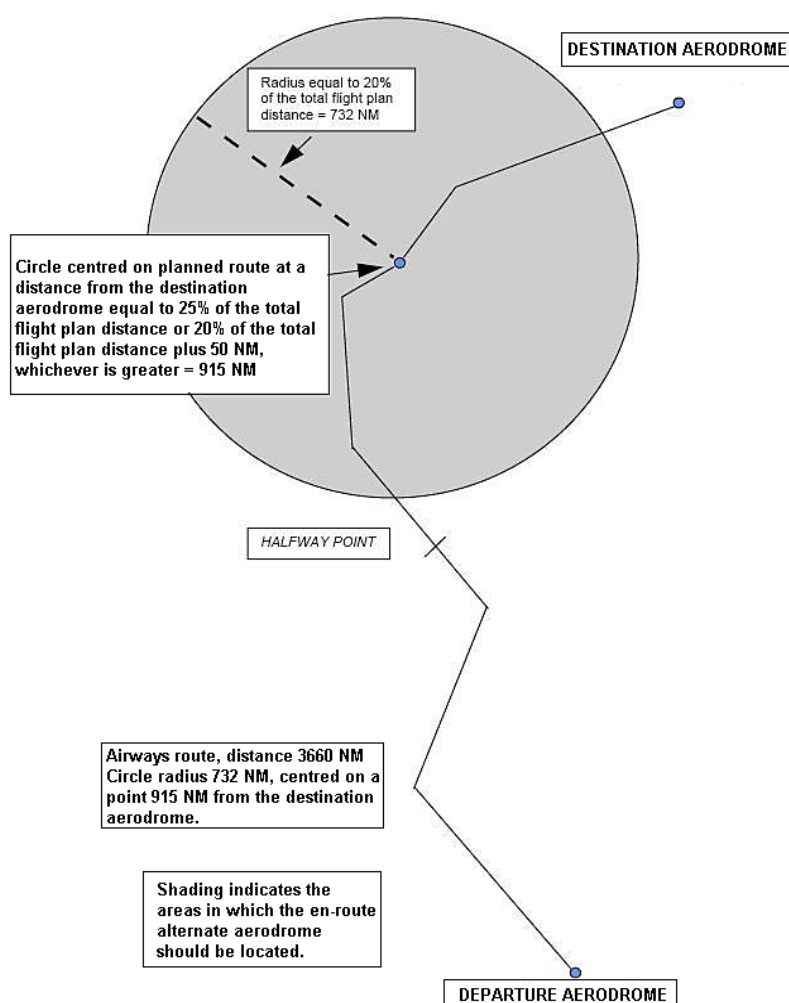 DESTINATION AERODROME
Radius equal to 20%
of the total flight plan
distance = 732 NM
Circle centred on planned route at a
distance from the destination
aerodrome equal to 25% of the total
flight plan distance or 20% of the total
flight plan distance plus 50 NM,
whichever is greater = 915 NM
HALFWAY POINT
Airways route, distance 3660 NM
Circle radius 732 NM, centred on a
point 915 NM from the destination
aerodrome.
Shading indicates the
areas in which the en-route
alternate aerodrome
should be located.
DEPARTURE AERODROME